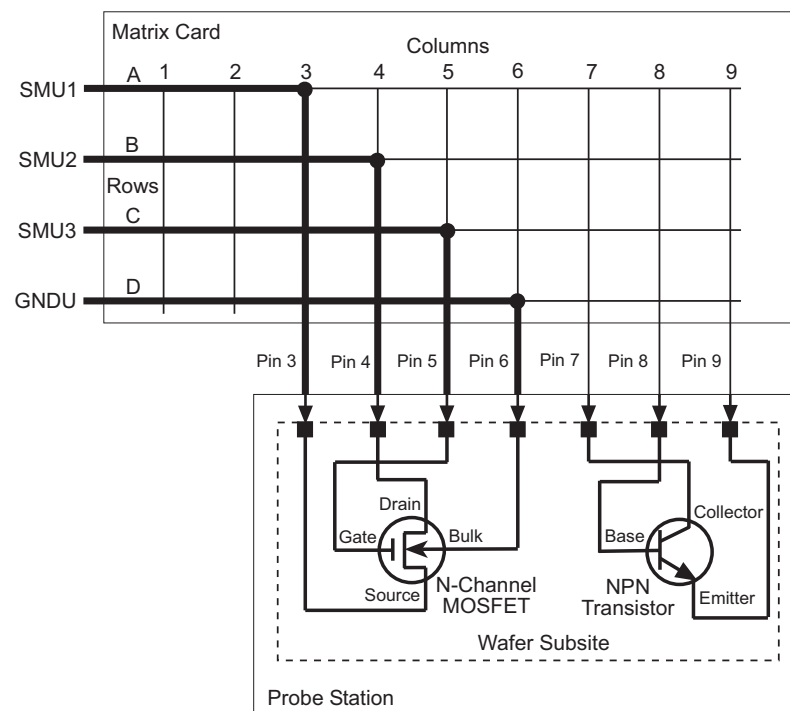 Matrix Card
Columns
A 1 2 3 4 5 6 7 8 9
SMU1
B
SMU2
Rows
C
SMU3
D
GNDU
Pin 3 Pin 4 Pin 5 Pin 6 Pin 7 Pin 8 Pin 9
Drain
Gate
Bulk
Source
N-Channel
MOSFET
Collector
Base
NPN
Transistor
Emitter
Wafer Subsite
Probe Station